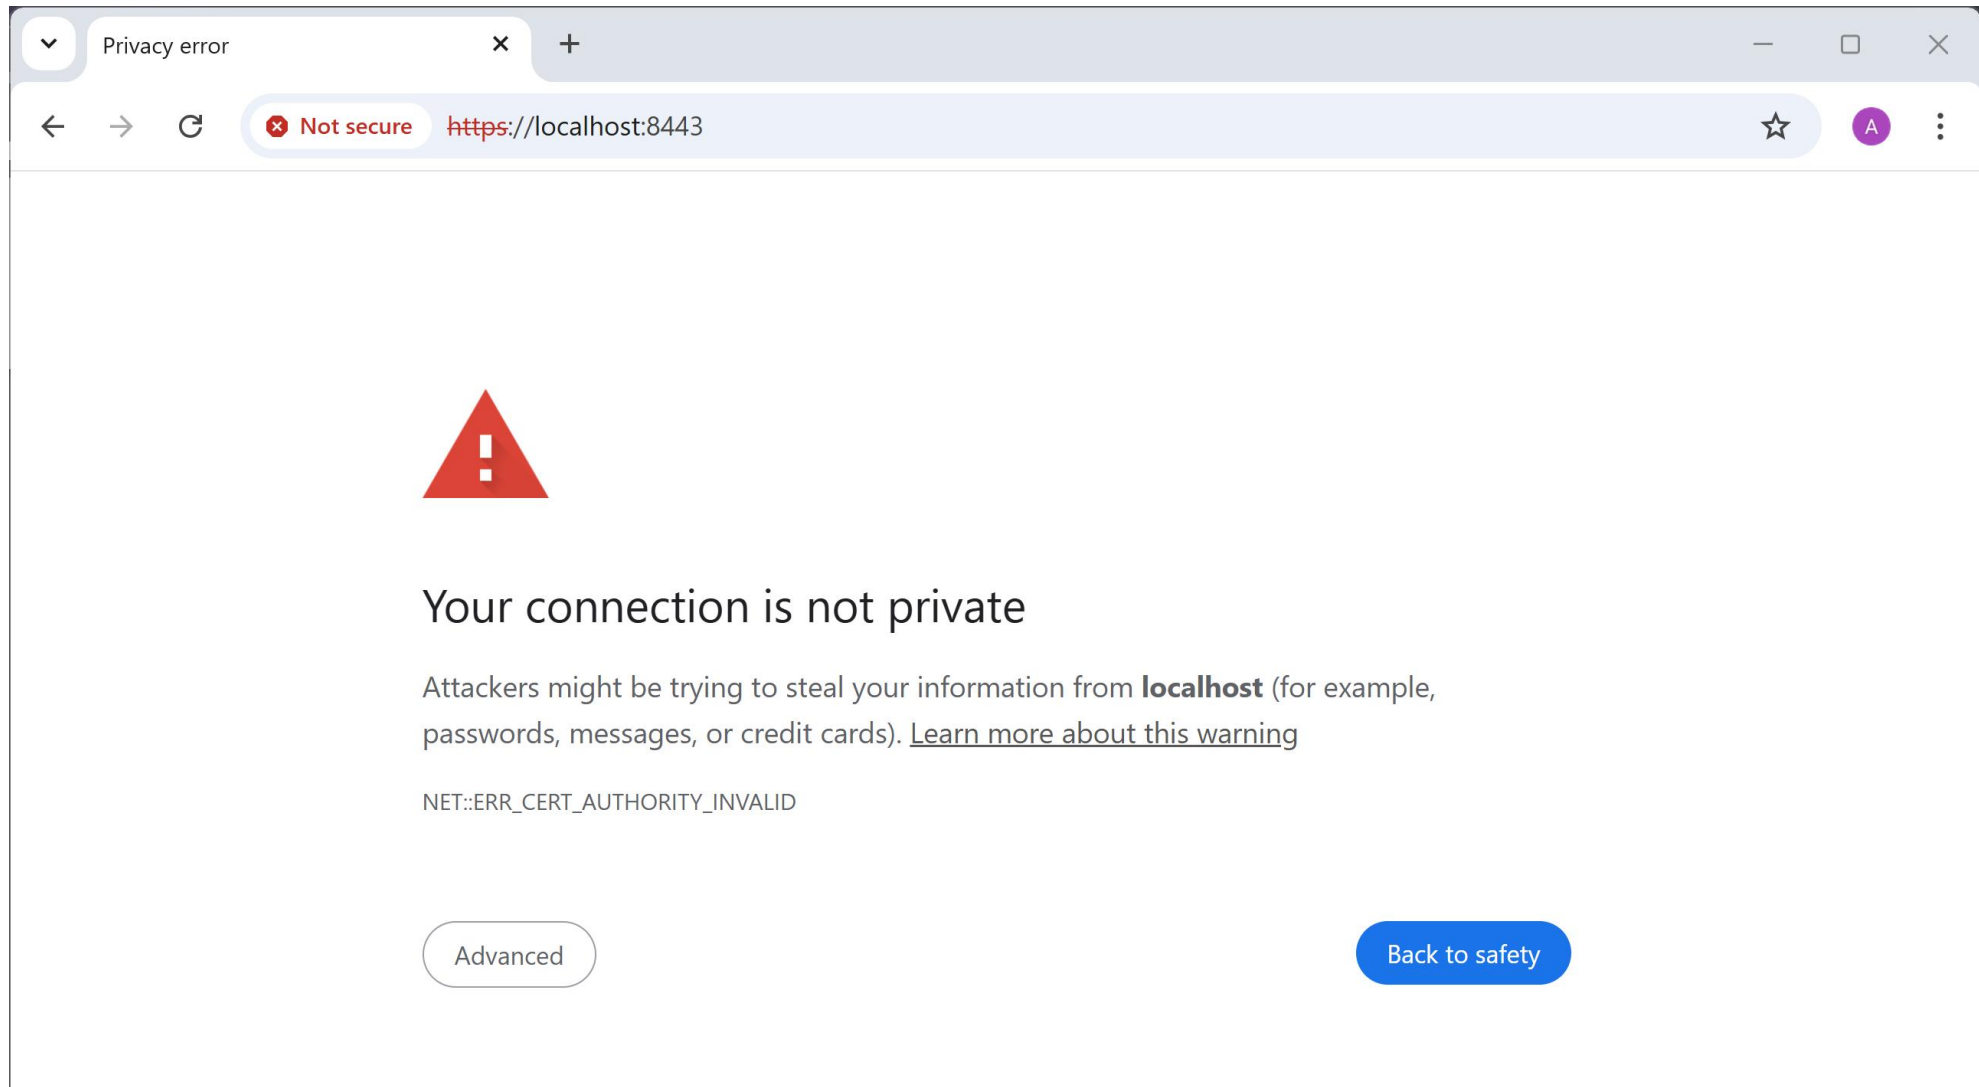 Privacy error
Not secure https://localhost:8443
A
!
Your connection is not private
Attackers might be trying to steal your information from localhost (for example,
passwords, messages, or credit cards). Learn more about this warning
NET::ERR_CERT_AUTHORITY_INVALID
Advanced
Back to safety